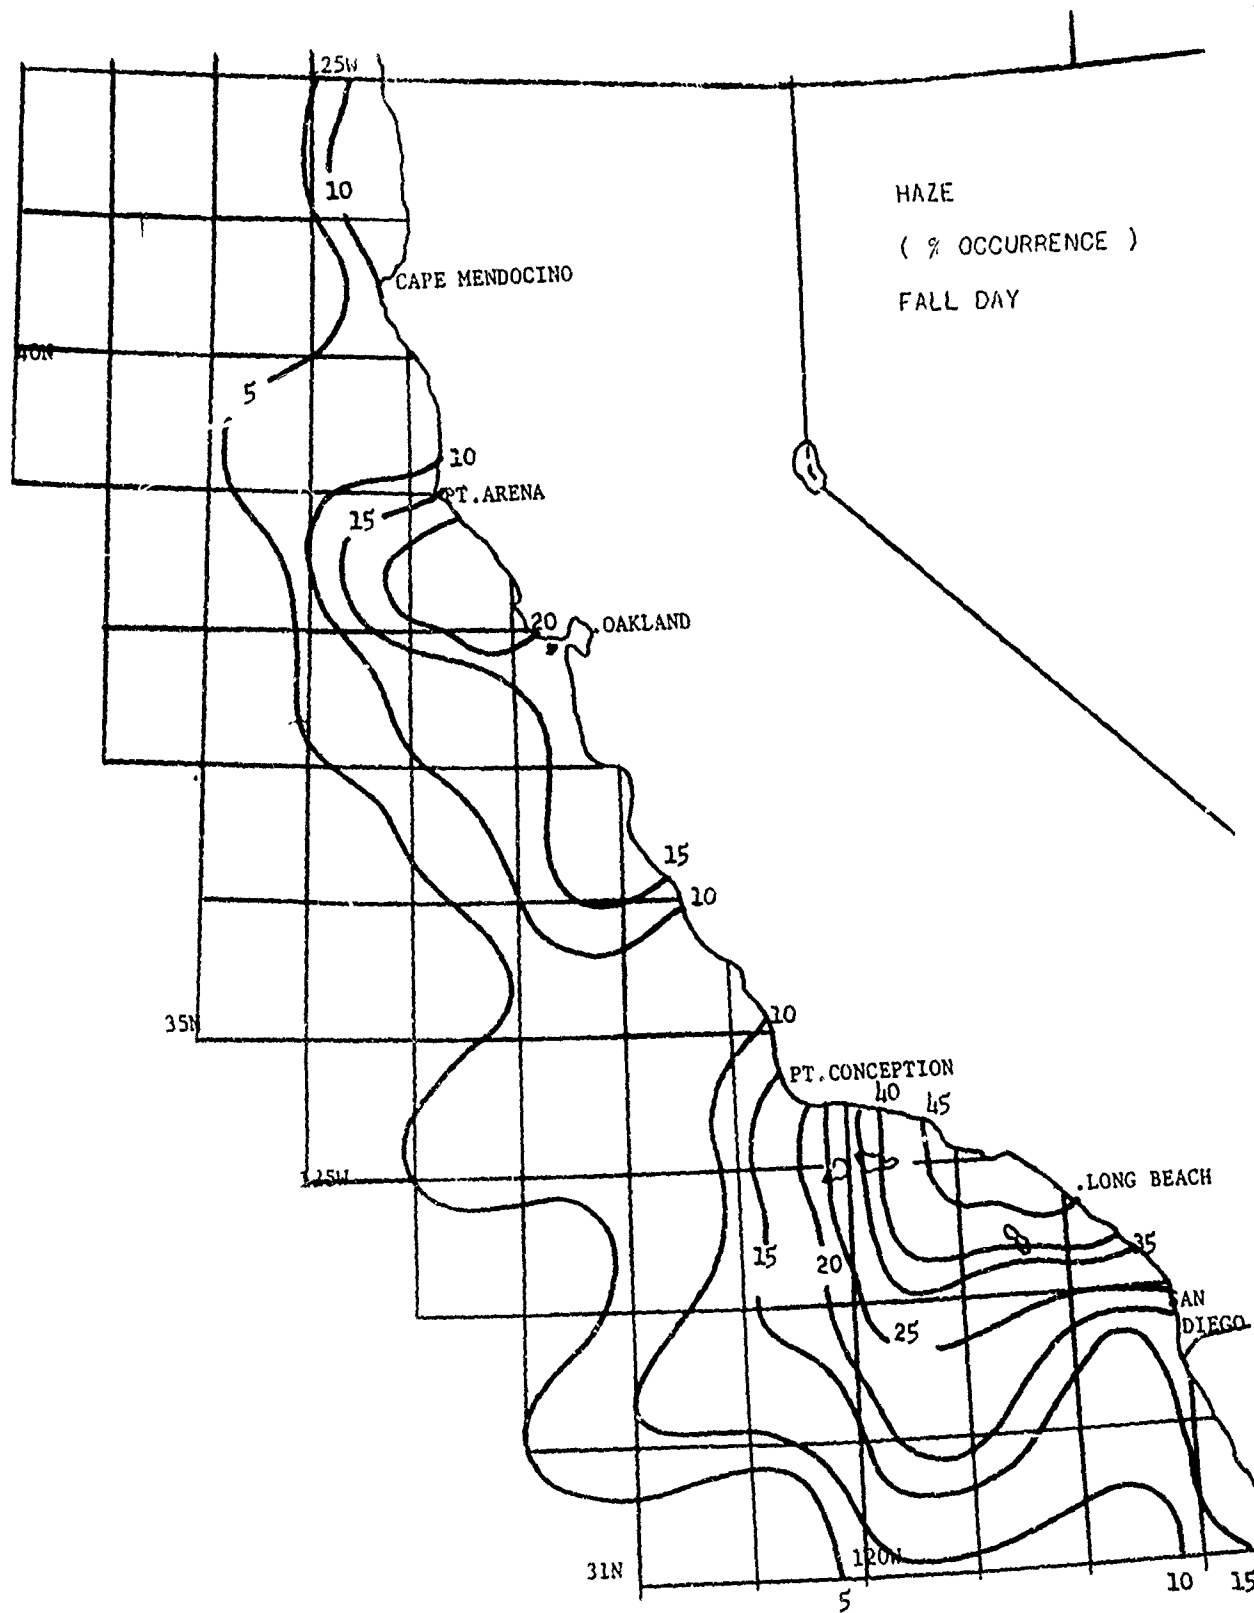 25W
10
HAZE
( % OCCURRENCE )
FALL DAY
CAPE MENDOCINO
40N
5
10
PT.ARENA
15
20
.OAKLAND
15
10
35N
10
PT.CONCEPTION
40
45
125W
.LONG BEACH
15
20
35
SAN
DIEGO
25
31N
120W
5
10
15